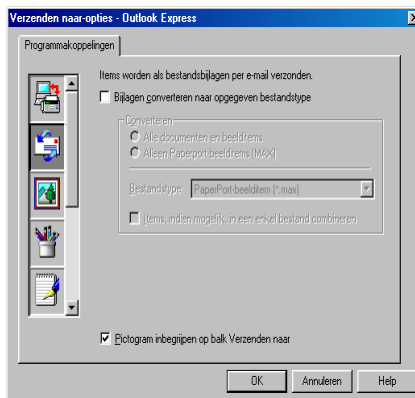 Verzenden naar-opties - Outlook Express
Programmakoppelingen
Items worden als bestandsbijlagen per e-mail verzonden.
Bijlagen converteren naar opgegeven bestandstype
Converteren
Alle documenten en beelditems
Alleen Paperport-beelditems (MAX)
Bestandstype: PaperPort-beelditem (*.max)
Items, indien mogelijk, in een enkel bestand combineren
Pictogram inbegrijpen op balk Verzenden naar
OK Annuleren Help